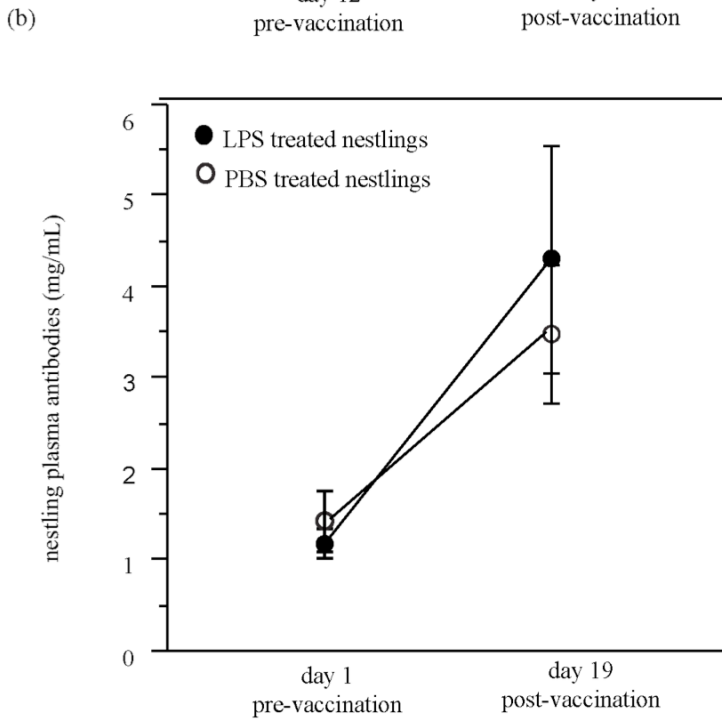 (b)
pre-vaccination
post-vaccination
6
LPS treated nestlings
PBS treated nestlings
5
4
3
2
1
0
nestling plasma antibodies (mg/mL)
day 1
pre-vaccination
day 19
post-vaccination